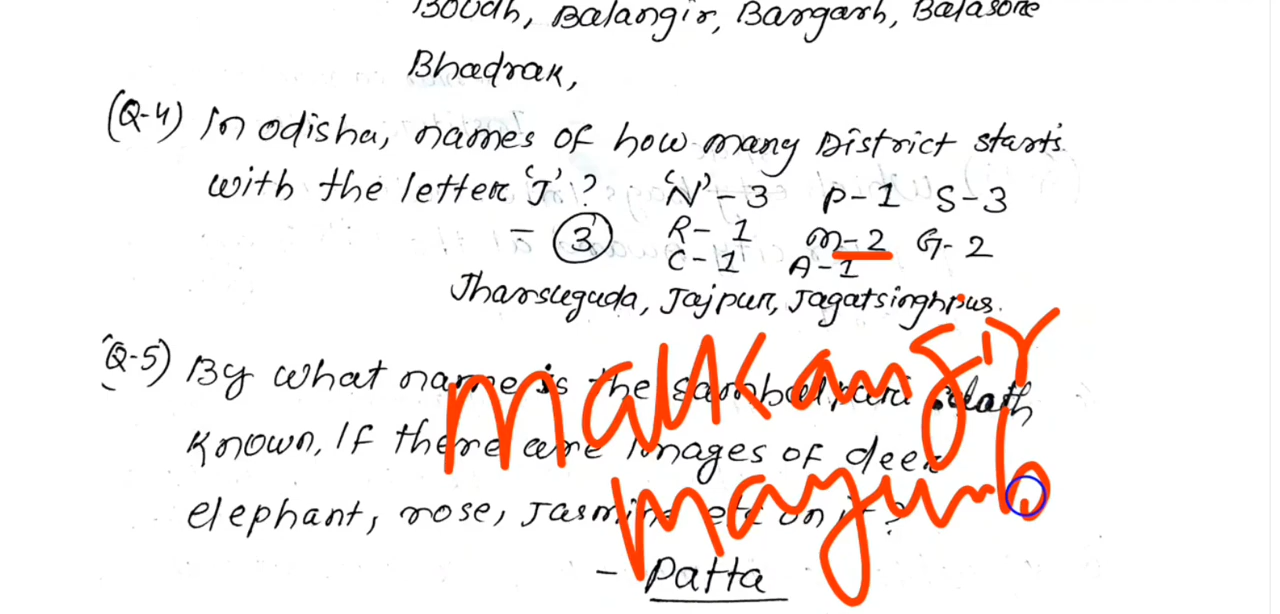 Boudh, Balangir, Bargarh, Balasore
Bhadrak,
(Q-4) In odisha, names of how many District starts
with the letter 'J' ? 'N'-3 P-1 S-3
- 3 R-1 M-2 G-2
C-1 A-1
Jharsuguda, Jajpur, Jagatsinghpur.
(Q-5) By what name is the sambalpuri cloth
known, If there are images of deer
elephant, rose, Jasmine etc on it ?
- Patta
Malkangir
mayurb